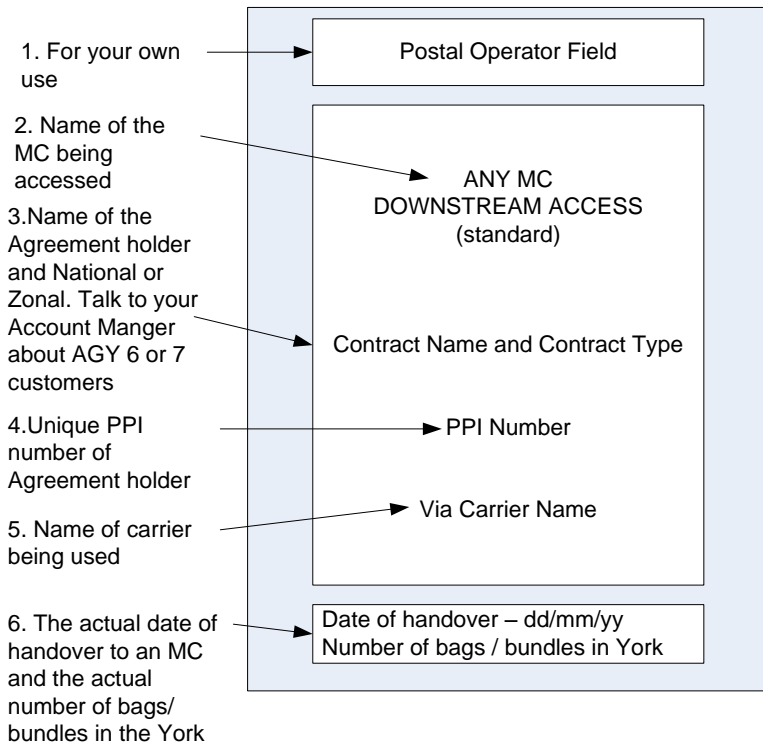 1. For your own
use
Postal Operator Field
2. Name of the
MC being
accessed
ANY MC
DOWNSTREAM ACCESS
(standard)
3.Name of the
Agreement holder
and National or
Zonal. Talk to your
Account Manger
about AGY 6 or 7
customers
Contract Name and Contract Type
4.Unique PPI
number of
Agreement holder
PPI Number
5. Name of carrier
being used
Via Carrier Name
6. The actual date of
handover to an MC
and the actual
number of bags/
bundles in the York
Date of handover – dd/mm/yy
Number of bags / bundles in York